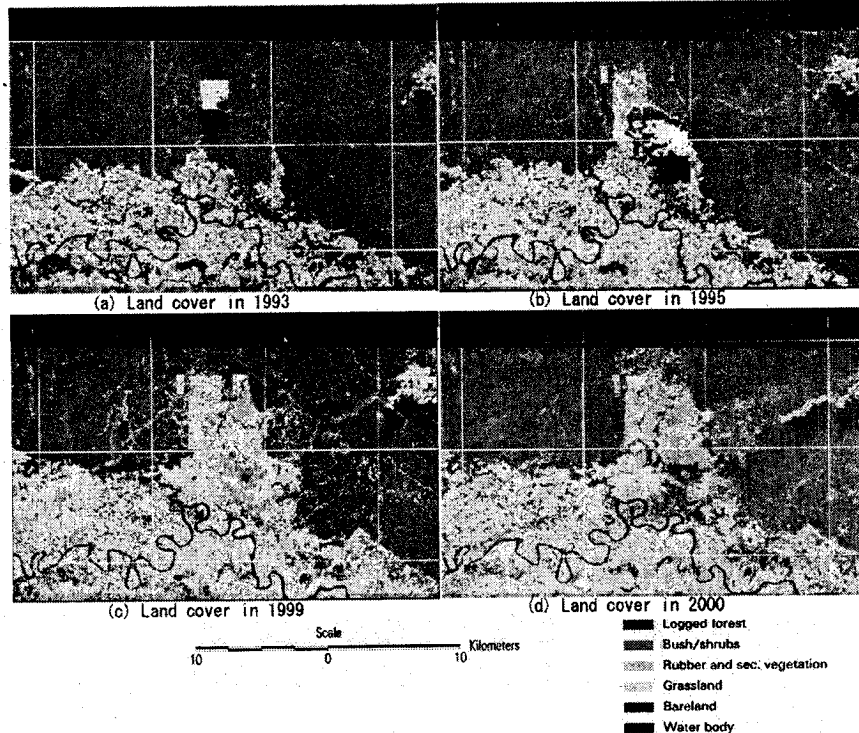 (a) Land cover in 1993
(b) Land cover in 1995
(c) Land cover in 1999
(d) Land cover in 2000
Scale
10 0 10 Kilometers
Logged forest
Bush/shrubs
Rubber and sec. vegetation
Grassland
Bareland
Water body